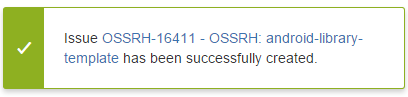 Issue OSSRH-16411 - OSSRH: android-library-
template has been successfully created.